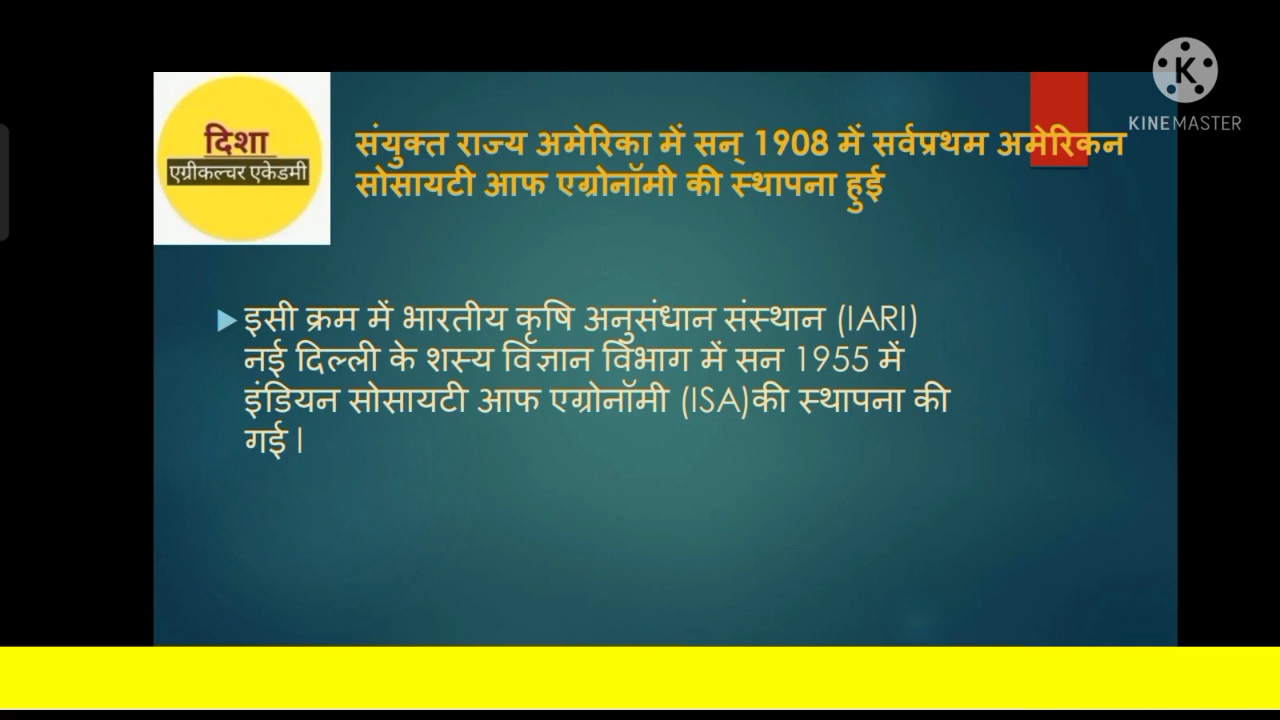 दिशा
एग्रीकल्चर एकेडमी
संयुक्त राज्य अमेरिका में सन् 1908 में सर्वप्रथम अमेरिकन
सोसायटी आफ एग्रोनॉमी की स्थापना हुई
इसी क्रम में भारतीय कृषि अनुसंधान संस्थान (IARI)
नई दिल्ली के शस्य विज्ञान विभाग में सन 1955 में
इंडियन सोसायटी आफ एग्रोनॉमी (ISA)की स्थापना की
गई l
K
KINEMASTER